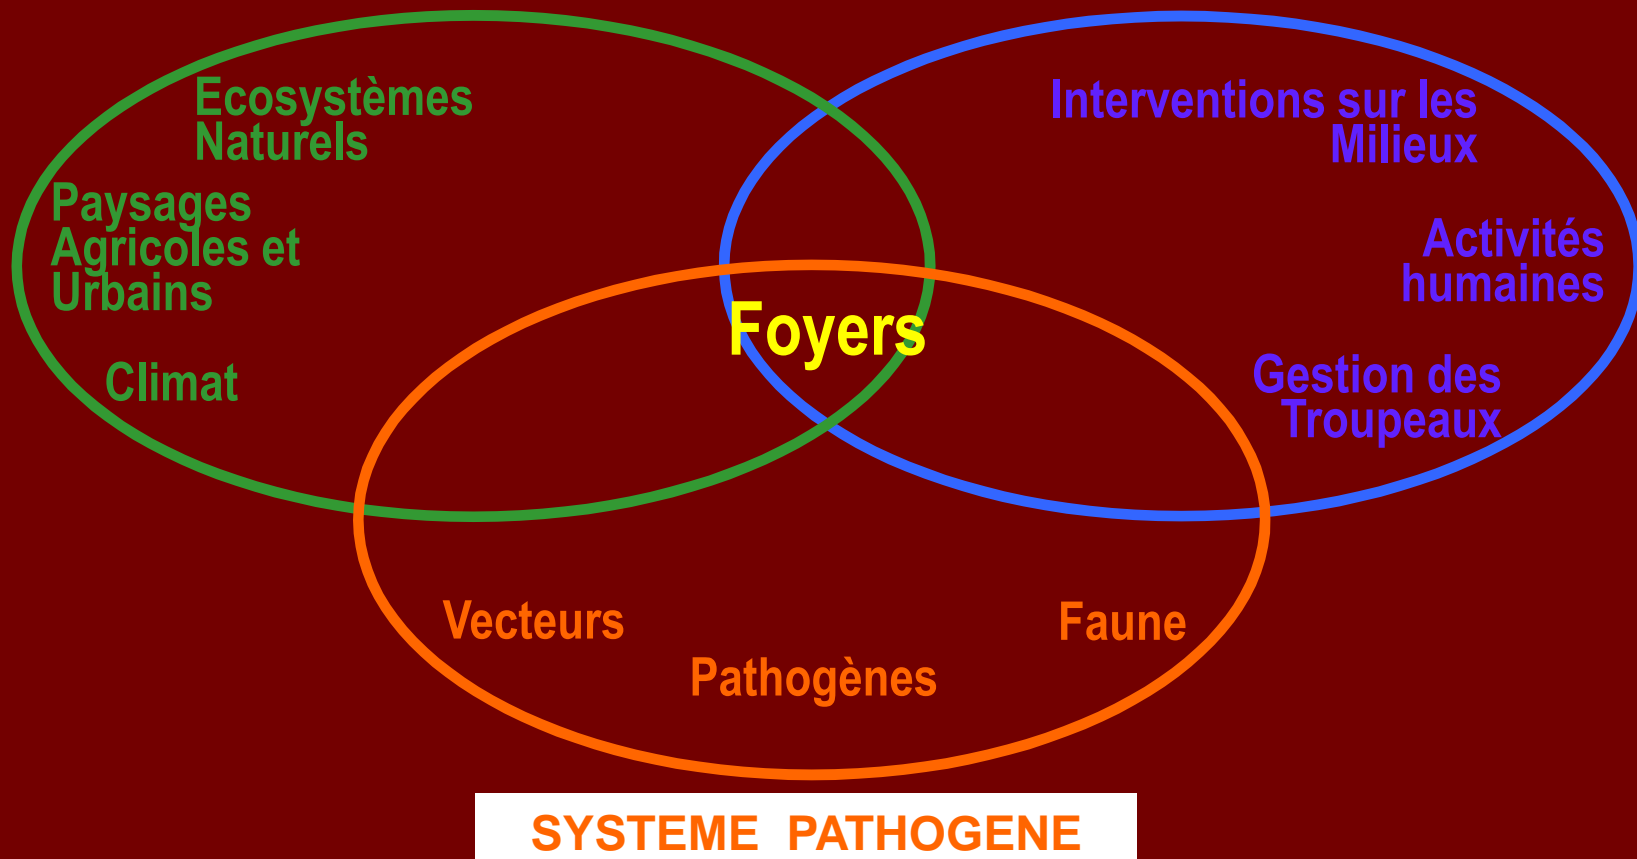 Ecosystèmes
Naturels
Paysages
Agricoles et
Urbains
Climat
Interventions sur les
Milieux
Activités
humaines
Gestion des
Troupeaux
Foyers
Vecteurs
Faune
Pathogènes
SYSTEME PATHOGENE